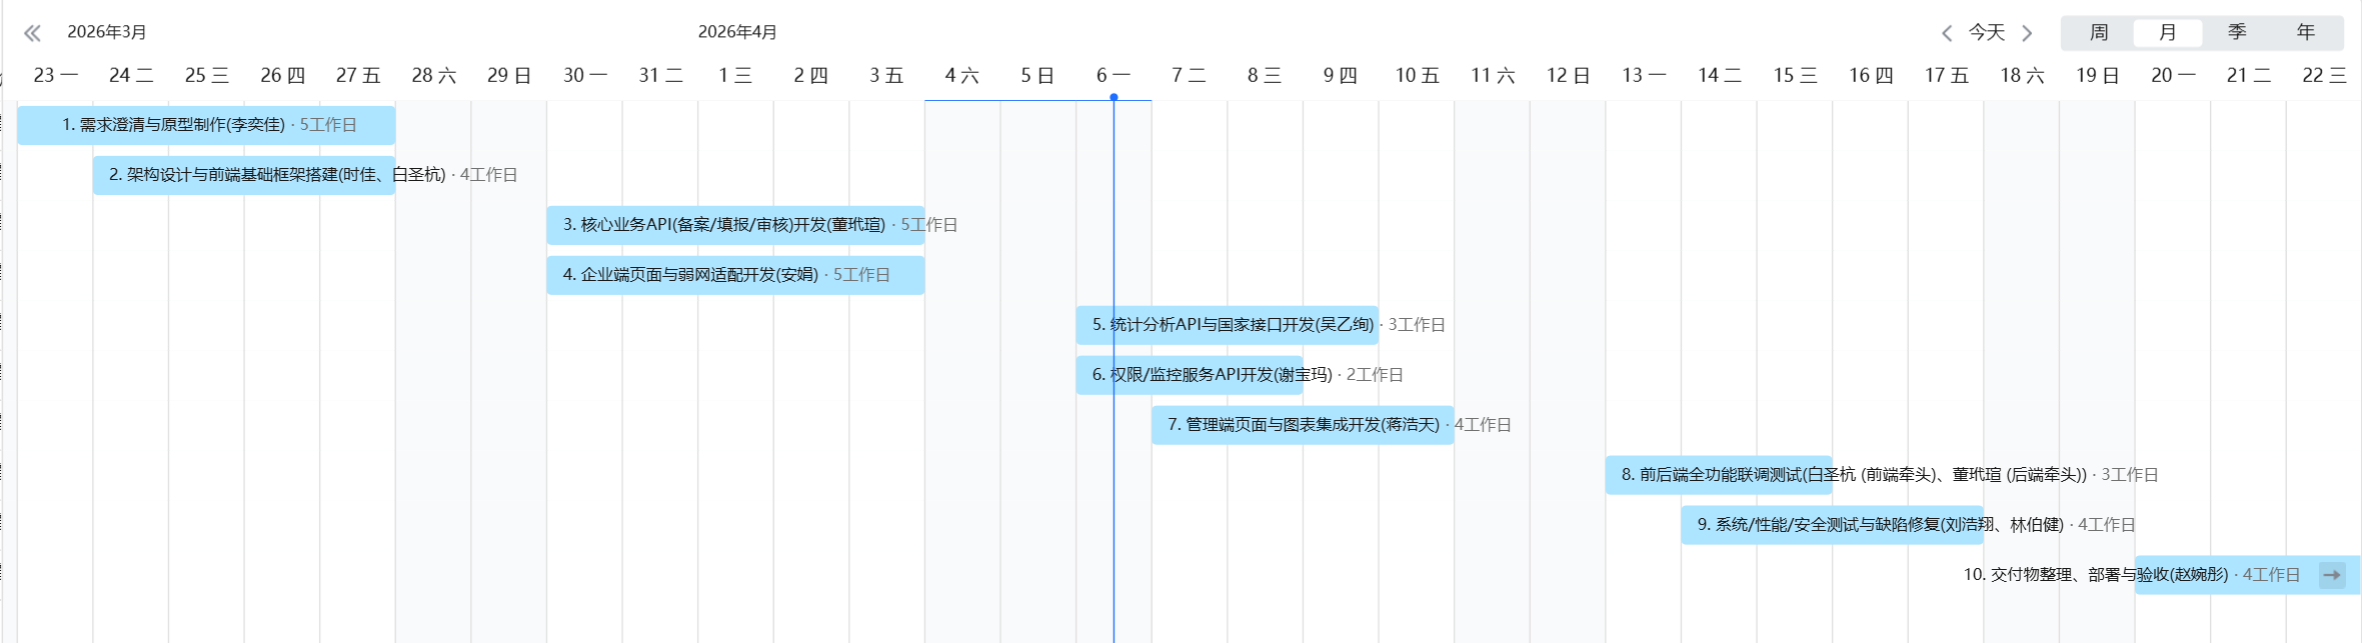 2026年3月
2026年4月
今天
周 月 季 年
23 一 24 二 25 三 26 四 27 五 28 六 29 日 30 一 31 二 1 三 2 四 3 五 4 六 5 日 6 一 7 二 8 三 9 四 10 五 11 六 12 日 13 一 14 二 15 三 16 四 17 五 18 六 19 日 20 一 21 二 22 三
1. 需求澄清与原型制作(李奕佳) · 5工作日
2. 架构设计与前端基础框架搭建(时佳、白圣杭) · 4工作日
3. 核心业务API(备案/填报/审核)开发(董玳瑄) · 5工作日
4. 企业端页面与弱网适配开发(安娟) · 5工作日
5. 统计分析API与国家接口开发(吴乙绚) · 3工作日
6. 权限/监控服务API开发(谢宝玛) · 2工作日
7. 管理端页面与图表集成开发(蒋浩天) · 4工作日
8. 前后端全功能联调测试(白圣杭 (前端牵头)、董玳瑄 (后端牵头)) · 3工作日
9. 系统/性能/安全测试与缺陷修复(刘浩翔、林伯健) · 4工作日
10. 交付物整理、部署与验收(赵婉彤) · 4工作日